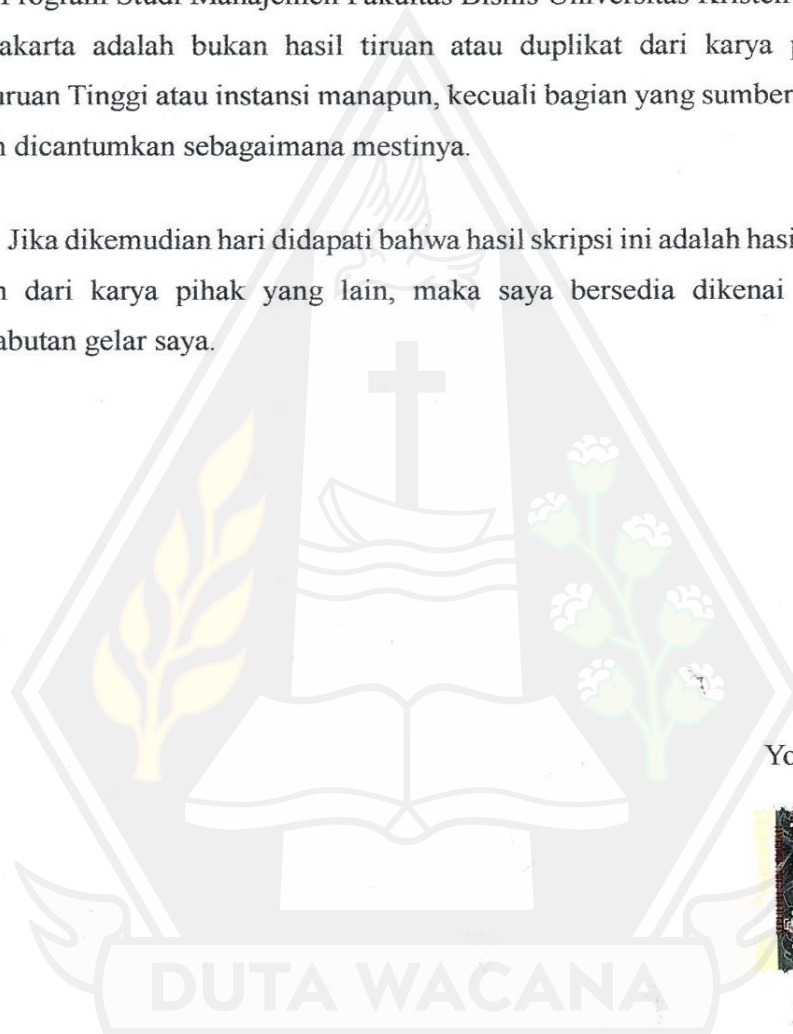 Program Studi Manajemen Fakultas Bisnis Universitas Kristen
akarta adalah bukan hasil tiruan atau duplikat dari karya p
uruan Tinggi atau instansi manapun, kecuali bagian yang sumber
n dicantumkan sebagaimana mestinya.
Jika dikemudian hari didapati bahwa hasil skripsi ini adalah hasi
n dari karya pihak yang lain, maka saya bersedia dikenai
abutan gelar saya.
Yo
DUTA WACANA